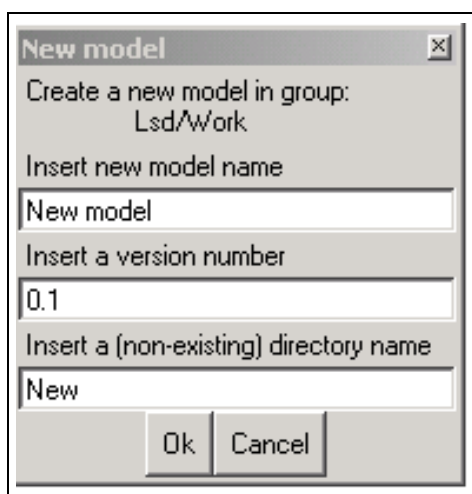 New model
Create a new model in group:
Lsd/Work
Insert new model name
New model
Insert a version number
0.1
Insert a (non-existing) directory name
New
Ok Cancel